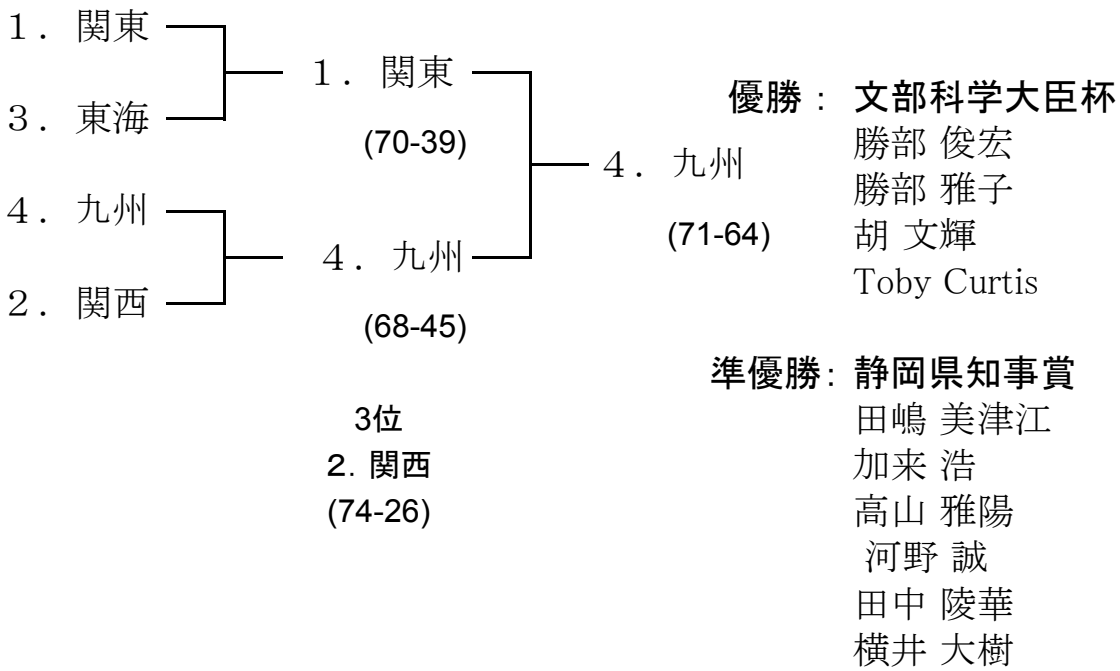 １．関東
３．東海
４．九州
２．関西
１．関東
(70-39)
４．九州
(68-45)
４．九州
(71-64)
3位
2．関西
(74-26)
優勝： 文部科学大臣杯
勝部 俊宏
勝部 雅子
胡 文輝
Toby Curtis
準優勝： 静岡県知事賞
田嶋 美津江
加来 浩
高山 雅陽
河野 誠
田中 陵華
横井 大樹